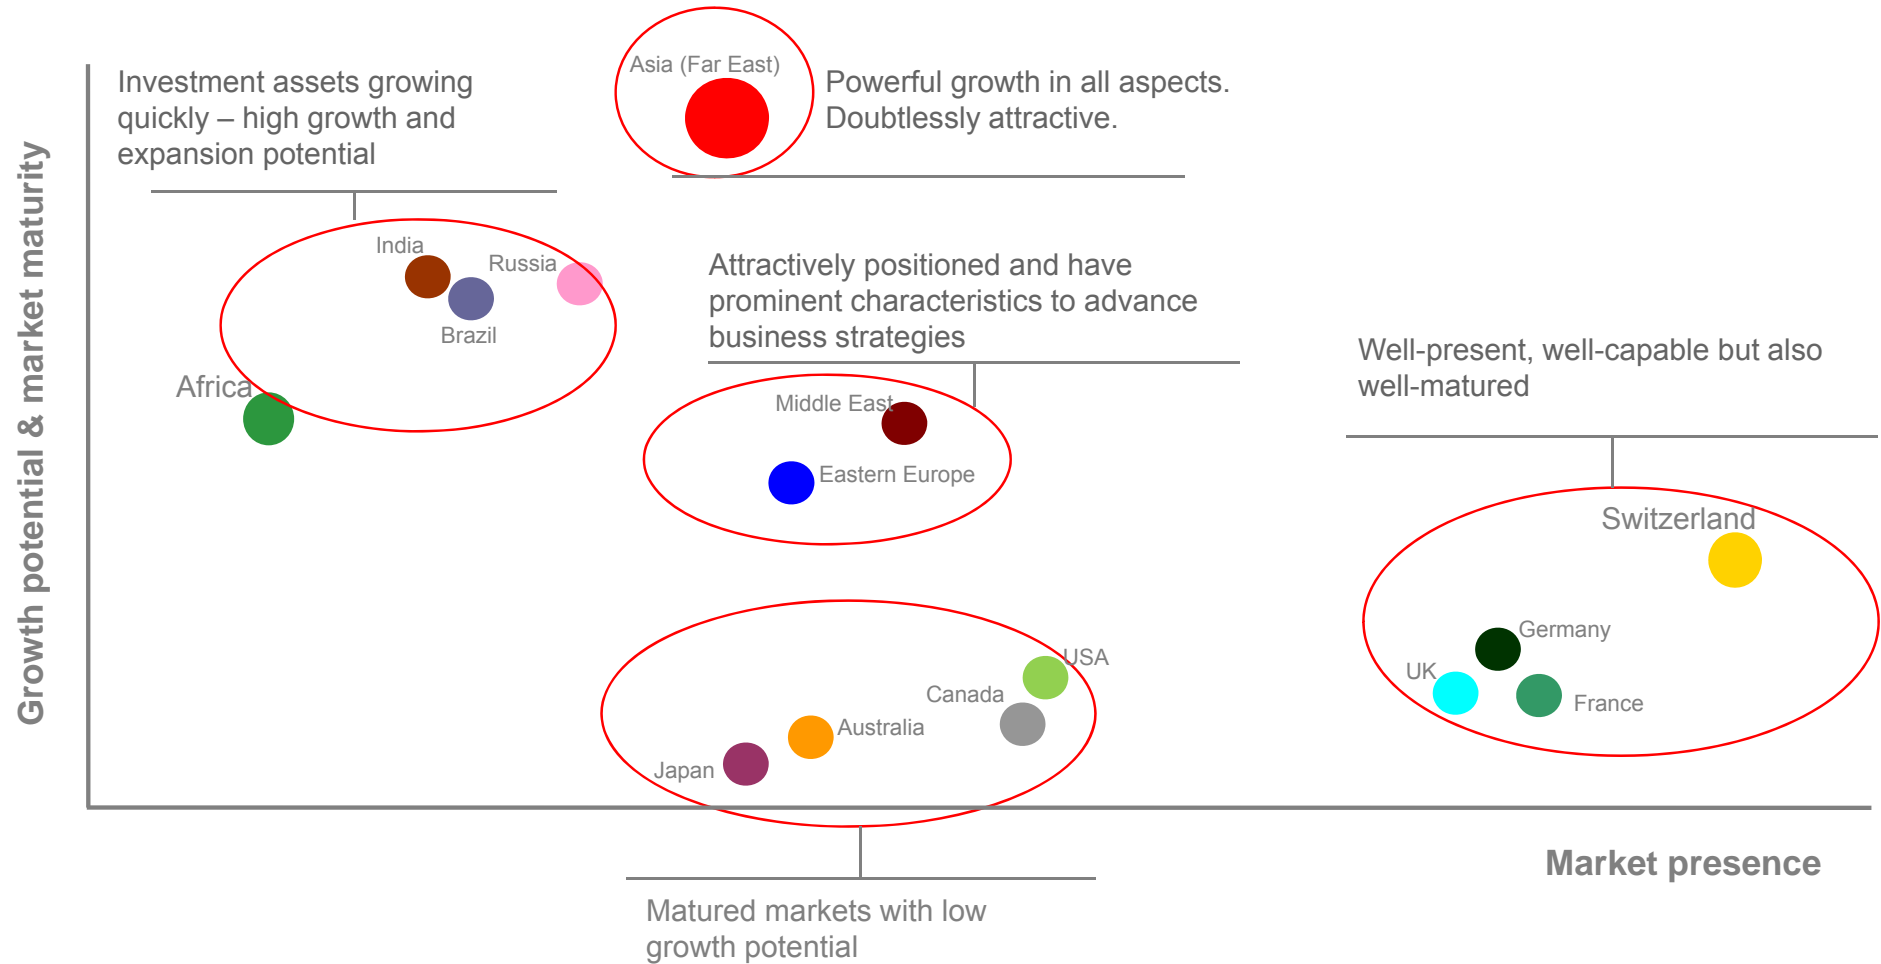 Asia (Far East)
Investment assets growing
quickly – high growth and
expansion potential
Powerful growth in all aspects.
Doubtlessly attractive.
Growth potential & market maturity
India
Russia
Brazil
Africa
Attractively positioned and have
prominent characteristics to advance
business strategies
Middle East
Eastern Europe
Well-present, well-capable but also
well-matured
Switzerland
Germany
UK
France
USA
Canada
Australia
Japan
Market presence
Matured markets with low
growth potential